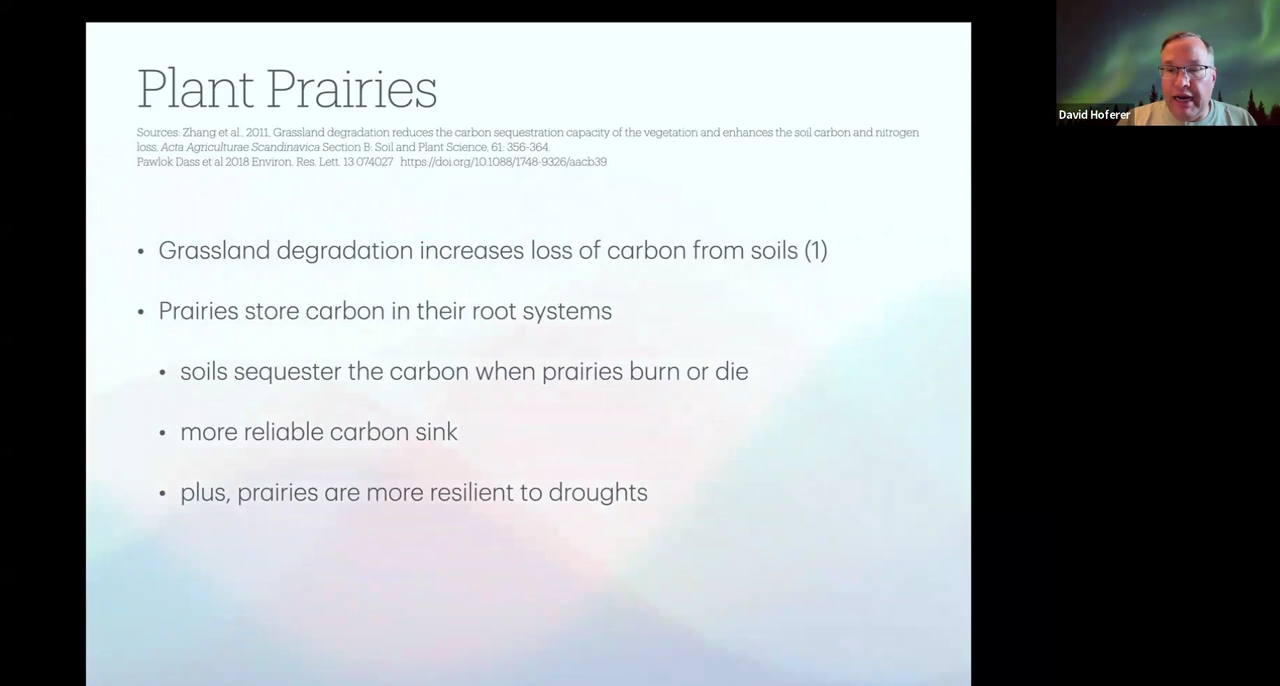 Plant Prairies
Sources: Zhang et al., 2011, Grassland degradation reduces the carbon sequestration capacity of the vegetation and enhances the soil carbon and nitrogen
loss, Acta Agriculturae Scandinavica Section B: Soil and Plant Science, 61: 356-364.
Pawlok Dass et al 2018 Environ. Res. Lett. 13 074027 https://doi.org/10.1088/1748-9326/aacb39
• Grassland degradation increases loss of carbon from soils (1)
• Prairies store carbon in their root systems
• soils sequester the carbon when prairies burn or die
• more reliable carbon sink
• plus, prairies are more resilient to droughts
David Hoferer